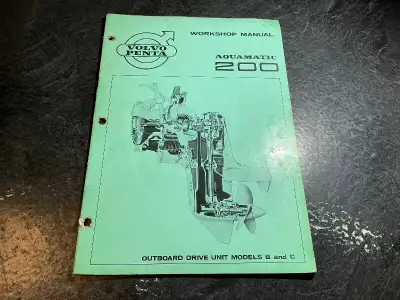 VOLVO
PENTA
WORKSHOP MANUAL
AQUAMATIC
200
OUTBOARD DRIVE UNIT MODELS B and C